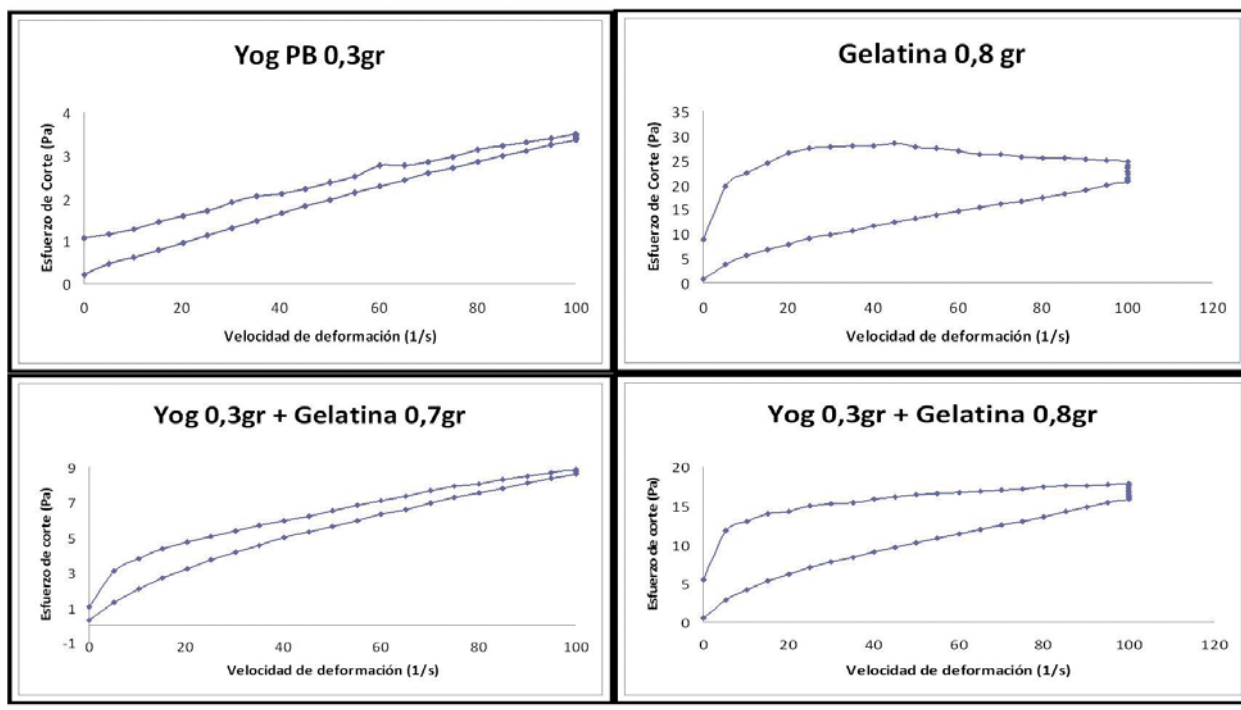 Yog PB 0,3gr
Esfuerzo de Corte (Pa)
4
3
2
1
0
0 20 40 60 80 100
Velocidad de deformación (1/s)
Gelatina 0,8 gr
Esfuerzo de Corte (Pa)
35
30
25
20
15
10
5
0
0 20 40 60 80 100 120
Velocidad de deformación (1/s)
Yog 0,3gr + Gelatina 0,7gr
Esfuerzo de corte (Pa)
9
7
5
3
1
-1
0 20 40 60 80 100
Velocidad de deformación (1/s)
Yog 0,3gr + Gelatina 0,8gr
Esfuerzo de corte (Pa)
20
15
10
5
0
0 20 40 60 80 100 120
Velocidad de deformación (1/s)